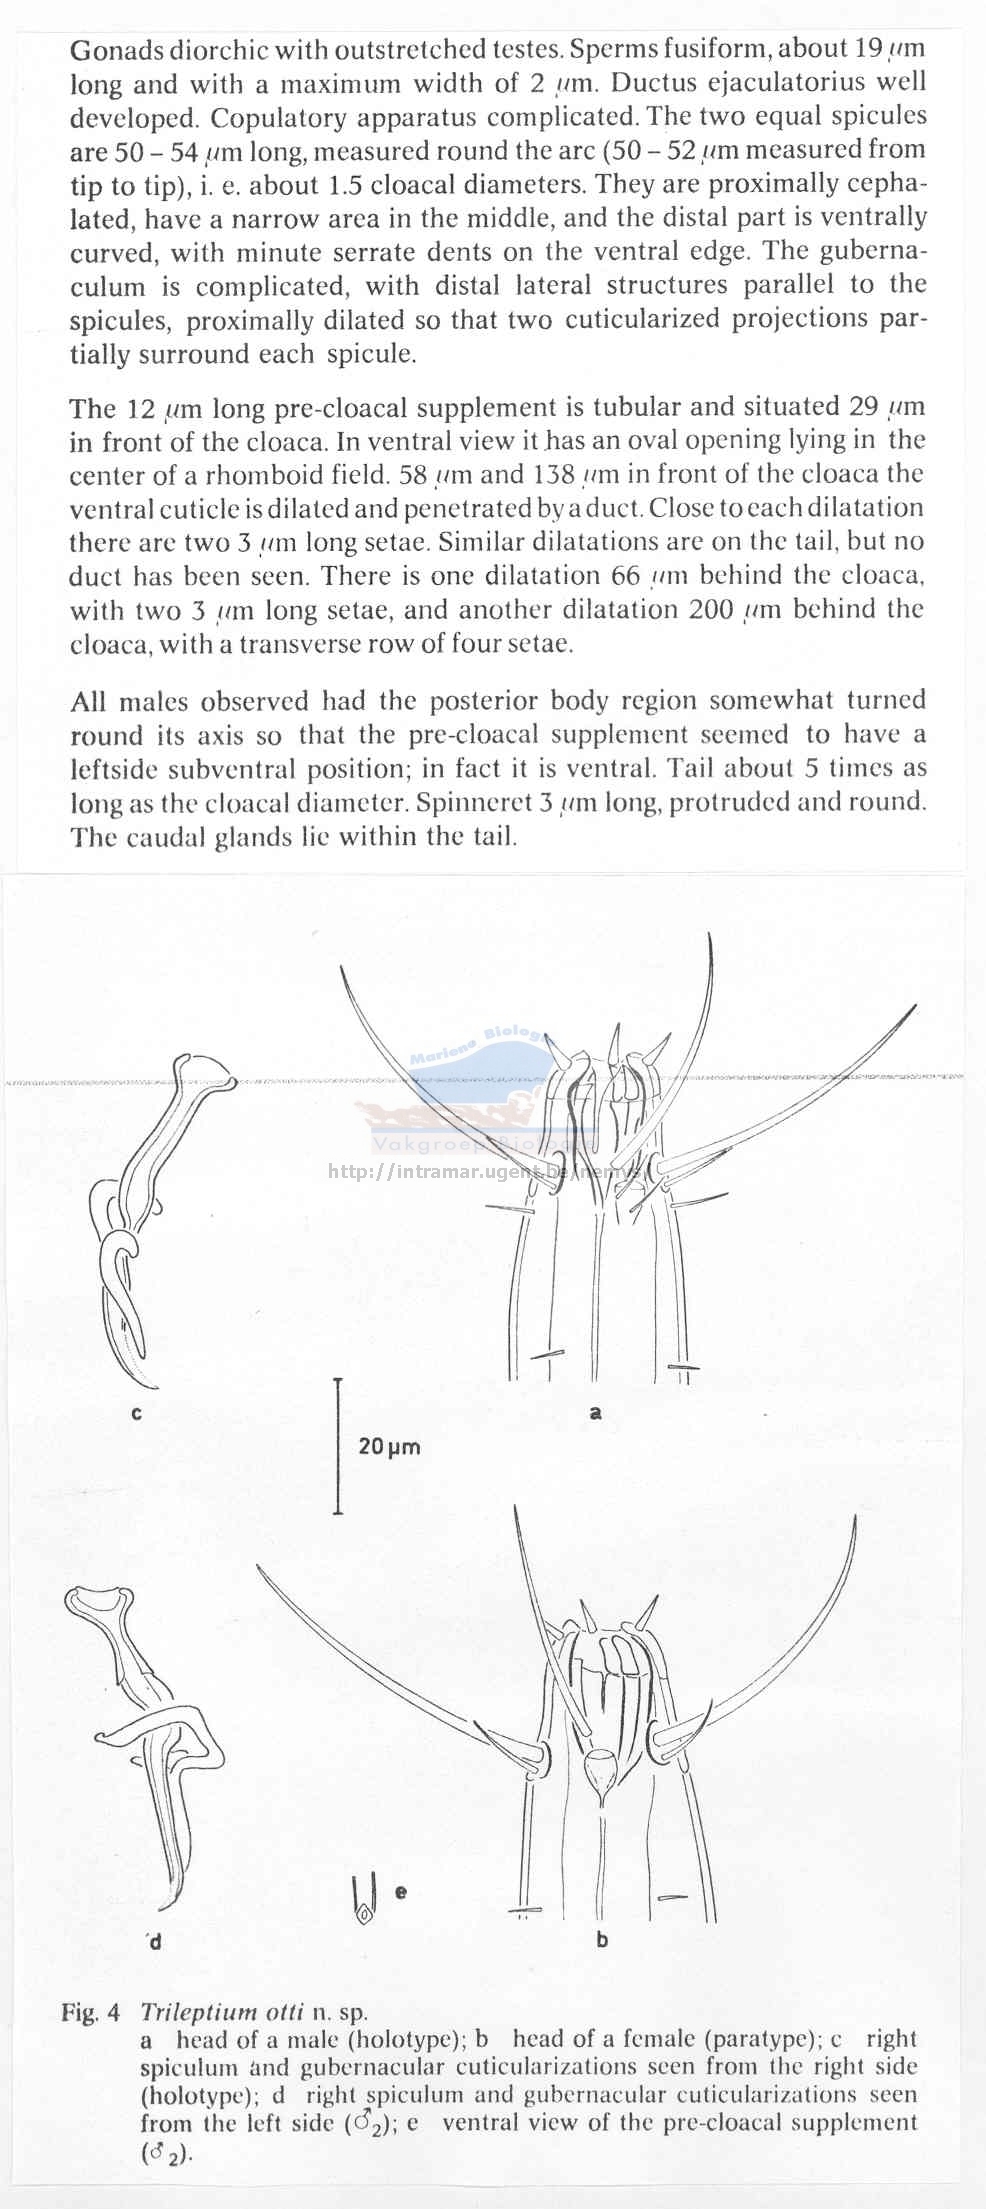 Gonads diorchic with outstretched testes. Sperms fusiform, about 19 μm
long and with a maximum width of 2 μm. Ductus ejaculatorius well
developed. Copulatory apparatus complicated. The two equal spicules
are 50 – 54 μm long, measured round the arc (50 – 52 μm measured from
tip to tip), i. e. about 1.5 cloacal diameters. They are proximally cepha-
lated, have a narrow area in the middle, and the distal part is ventrally
curved, with minute serrate dents on the ventral edge. The guberna-
culum is complicated, with distal lateral structures parallel to the
spicules, proximally dilated so that two cuticularized projections par-
tially surround each spicule.
The 12 μm long pre-cloacal supplement is tubular and situated 29 μm
in front of the cloaca. In ventral view it has an oval opening lying in the
center of a rhomboid field. 58 μm and 138 μm in front of the cloaca the
ventral cuticle is dilated and penetrated by a duct. Close to each dilatation
there are two 3 μm long setae. Similar dilatations are on the tail, but no
duct has been seen. There is one dilatation 66 μm behind the cloaca,
with two 3 μm long setae, and another dilatation 200 μm behind the
cloaca, with a transverse row of four setae.
All males observed had the posterior body region somewhat turned
round its axis so that the pre-cloacal supplement seemed to have a
leftside subventral position; in fact it is ventral. Tail about 5 times as
long as the cloacal diameter. Spinneret 3 μm long, protruded and round.
The caudal glands lie within the tail.
Mariene Biologie
Vakgroep Biologie
http://intramar.ugent.be/nemys
c
a
20 μm
e
d
b
Fig. 4 Trileptium otti n. sp.
a head of a male (holotype); b head of a female (paratype); c right
spiculum and gubernacular cuticularizations seen from the right side
(holotype); d right spiculum and gubernacular cuticularizations seen
from the left side (♂2); e ventral view of the pre-cloacal supplement
(♂2).